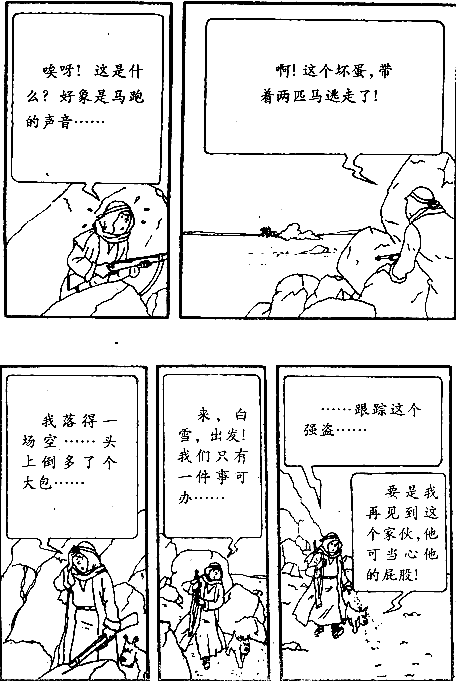 唉呀！这是什
么？好象是马跑
的声音……
啊！这个坏蛋，带
着两匹马逃走了！
我落得一
场空……头
上倒多了个
大包……
来，白
雪，出发！
我们只有
一件事可
办……
……跟踪这个
强盗……
要是我
再见到这
个家伙，他
可当心他
的屁股！